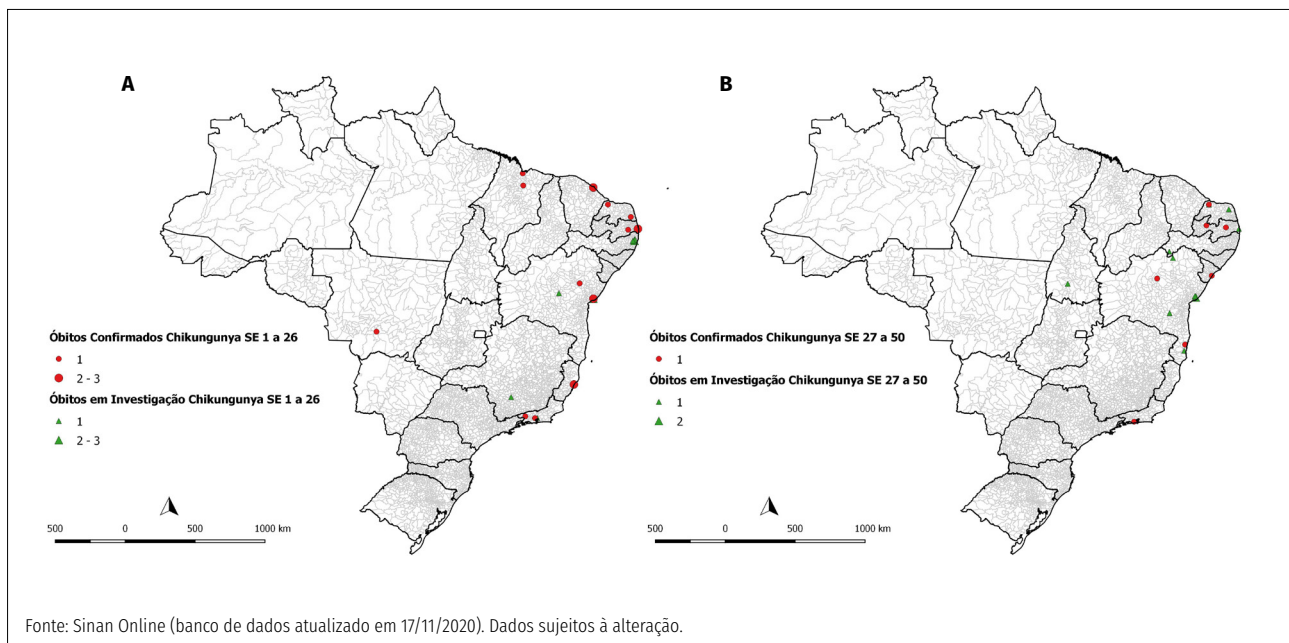 A
Óbitos Confirmados Chikungunya SE 1 a 26
1
2 - 3
Óbitos em Investigação Chikungunya SE 1 a 26
1
2 - 3
500 0 500 1000 km
B
Óbitos Confirmados Chikungunya SE 27 a 50
1
Óbitos em Investigação Chikungunya SE 27 a 50
1
2
500 0 500 1000 km
Fonte: Sinan Online (banco de dados atualizado em 17/11/2020). Dados sujeitos à alteração.